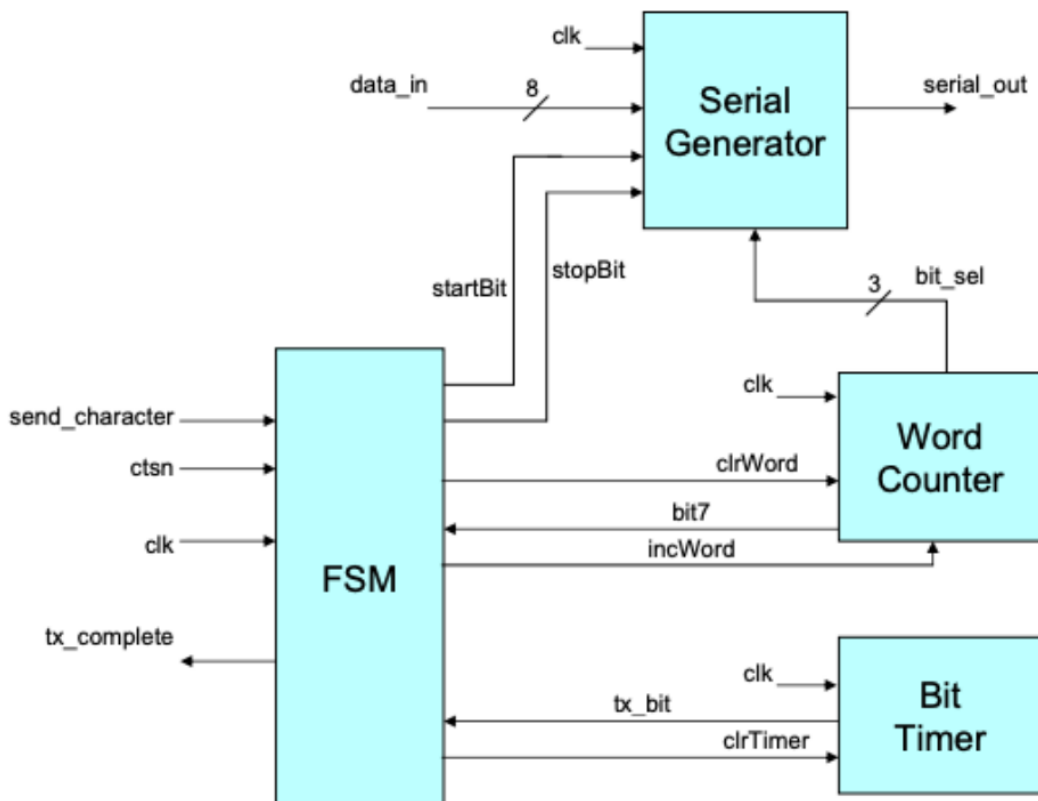 clk
data_in
8
serial_out
Serial
Generator
startBit
stopBit
3
bit_sel
send_character
ctsn
clk
tx_complete
FSM
clk
Word
Counter
clrWord
bit7
incWord
clk
Bit
Timer
tx_bit
clrTimer